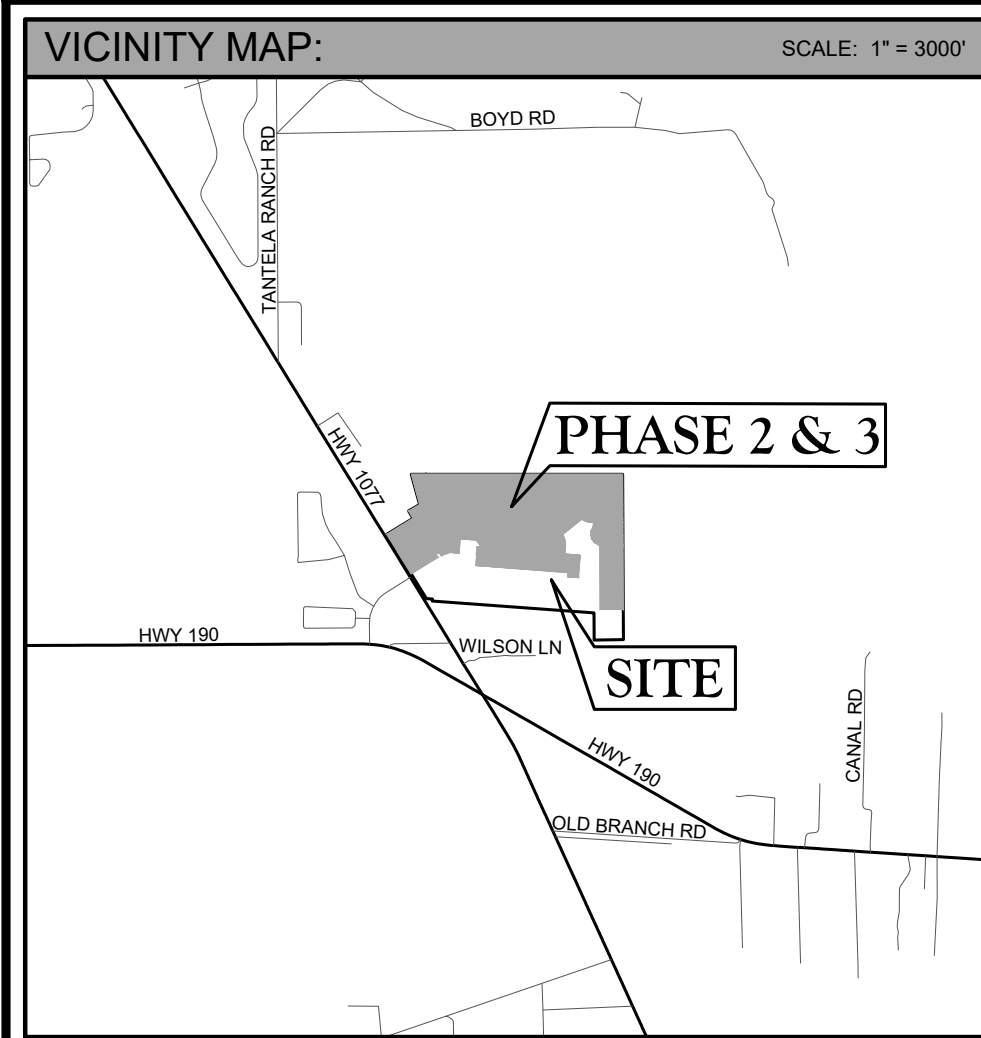 VICINITY MAP:
SCALE: 1" = 3000'
BOYD RD
TANTELA RANCH RD
PHASE 2 & 3
HWY 1077
HWY 190
WILSON LN
SITE
CANAL RD
HWY 190
OLD BRANCH RD